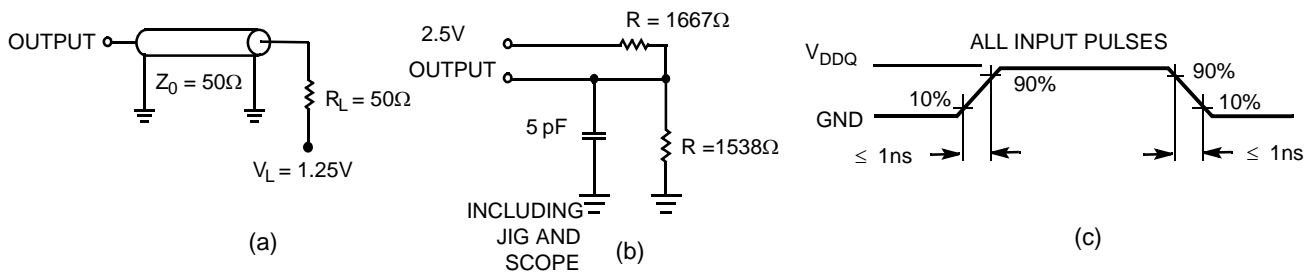 OUTPUT
Z0 = 50Ω
RL = 50Ω
VL = 1.25V
(a)
R = 1667Ω
2.5V
OUTPUT
5 pF
R =1538Ω
INCLUDING
JIG AND
SCOPE
(b)
ALL INPUT PULSES
VDDQ
90%
90%
10%
10%
GND
≤ 1ns
≤ 1ns
(c)